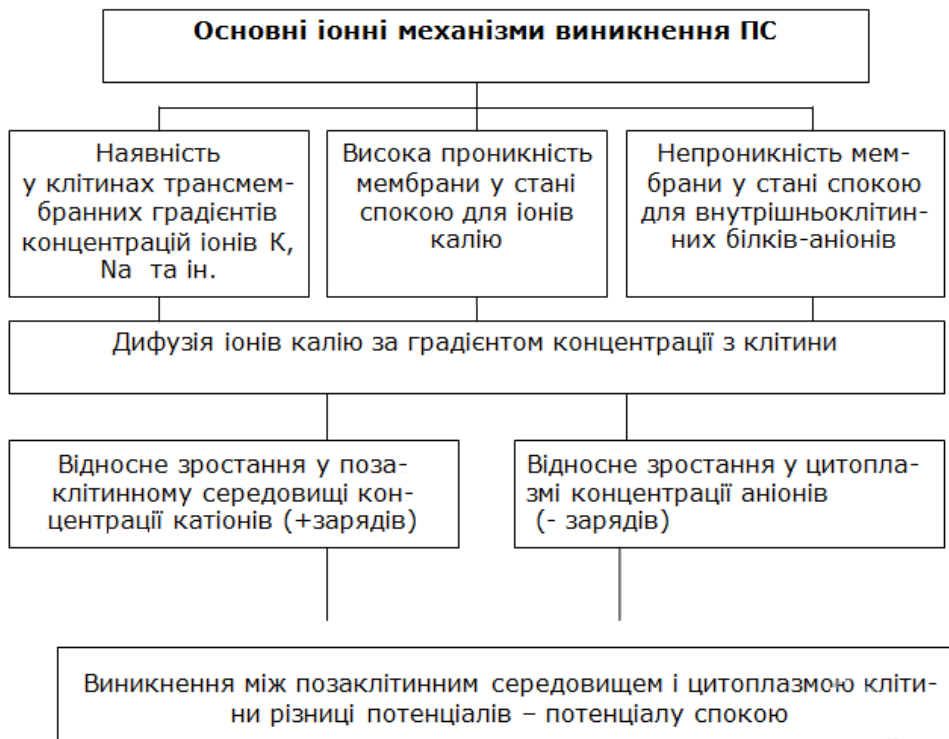 Основні іонні механізми виникнення ПС
Наявність
у клітинах трансмем-
бранних градієнтів
концентрацій іонів К,
Na та ін.
Висока проникність
мембрани у стані
спокою для іонів
калію
Непроникність мем-
брани у стані спокою
для внутрішньоклітин-
них білків-аніонів
Дифузія іонів калію за градієнтом концентрації з клітини
Відносне зростання у поза-
клітинному середовищі кон-
центрації катіонів (+зарядів)
Відносне зростання у цитопла-
змі концентрації аніонів
(- зарядів)
Виникнення між позаклітинним середовищем і цитоплазмою кліти-
ни різниці потенціалів – потенціалу спокою